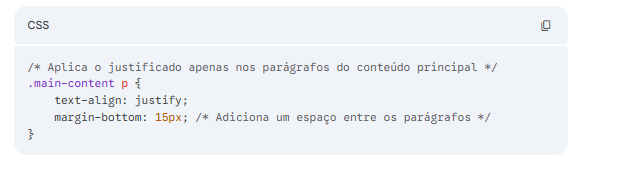 CSS
/* Aplica o justificado apenas nos parágrafos do conteúdo principal */
.main-content p {
    text-align: justify;
    margin-bottom: 15px; /* Adiciona um espaço entre os parágrafos */
}